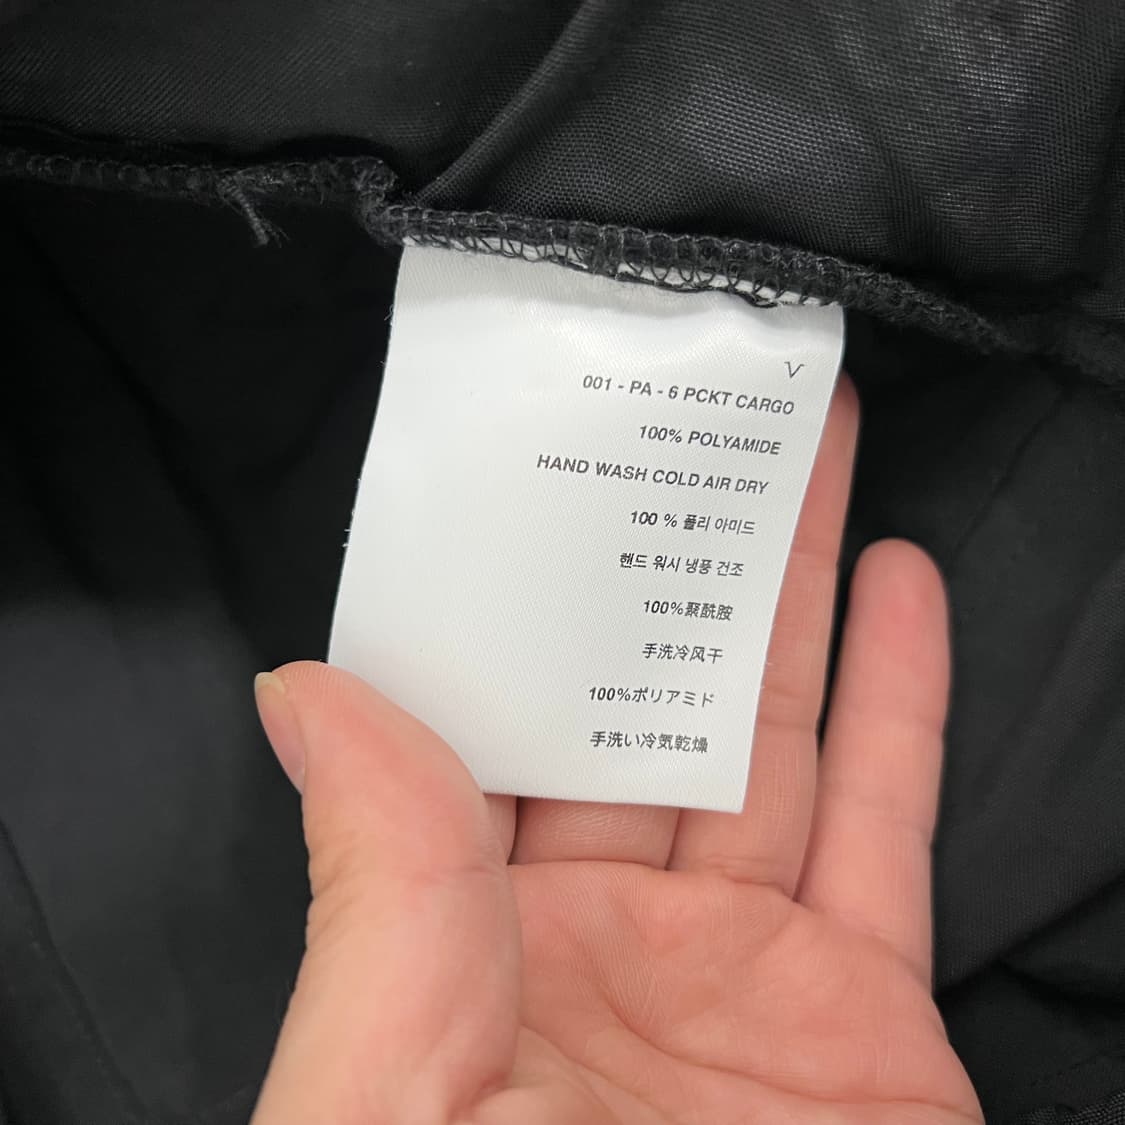 V
001 - PA - 6 PCKT CARGO
100% POLYAMIDE
HAND WASH COLD AIR DRY
100 % 폴리 아미드
핸드 워시 냉풍 건조
100%聚酰胺
手洗冷风干
100%ポリアミド
手洗い冷気乾燥